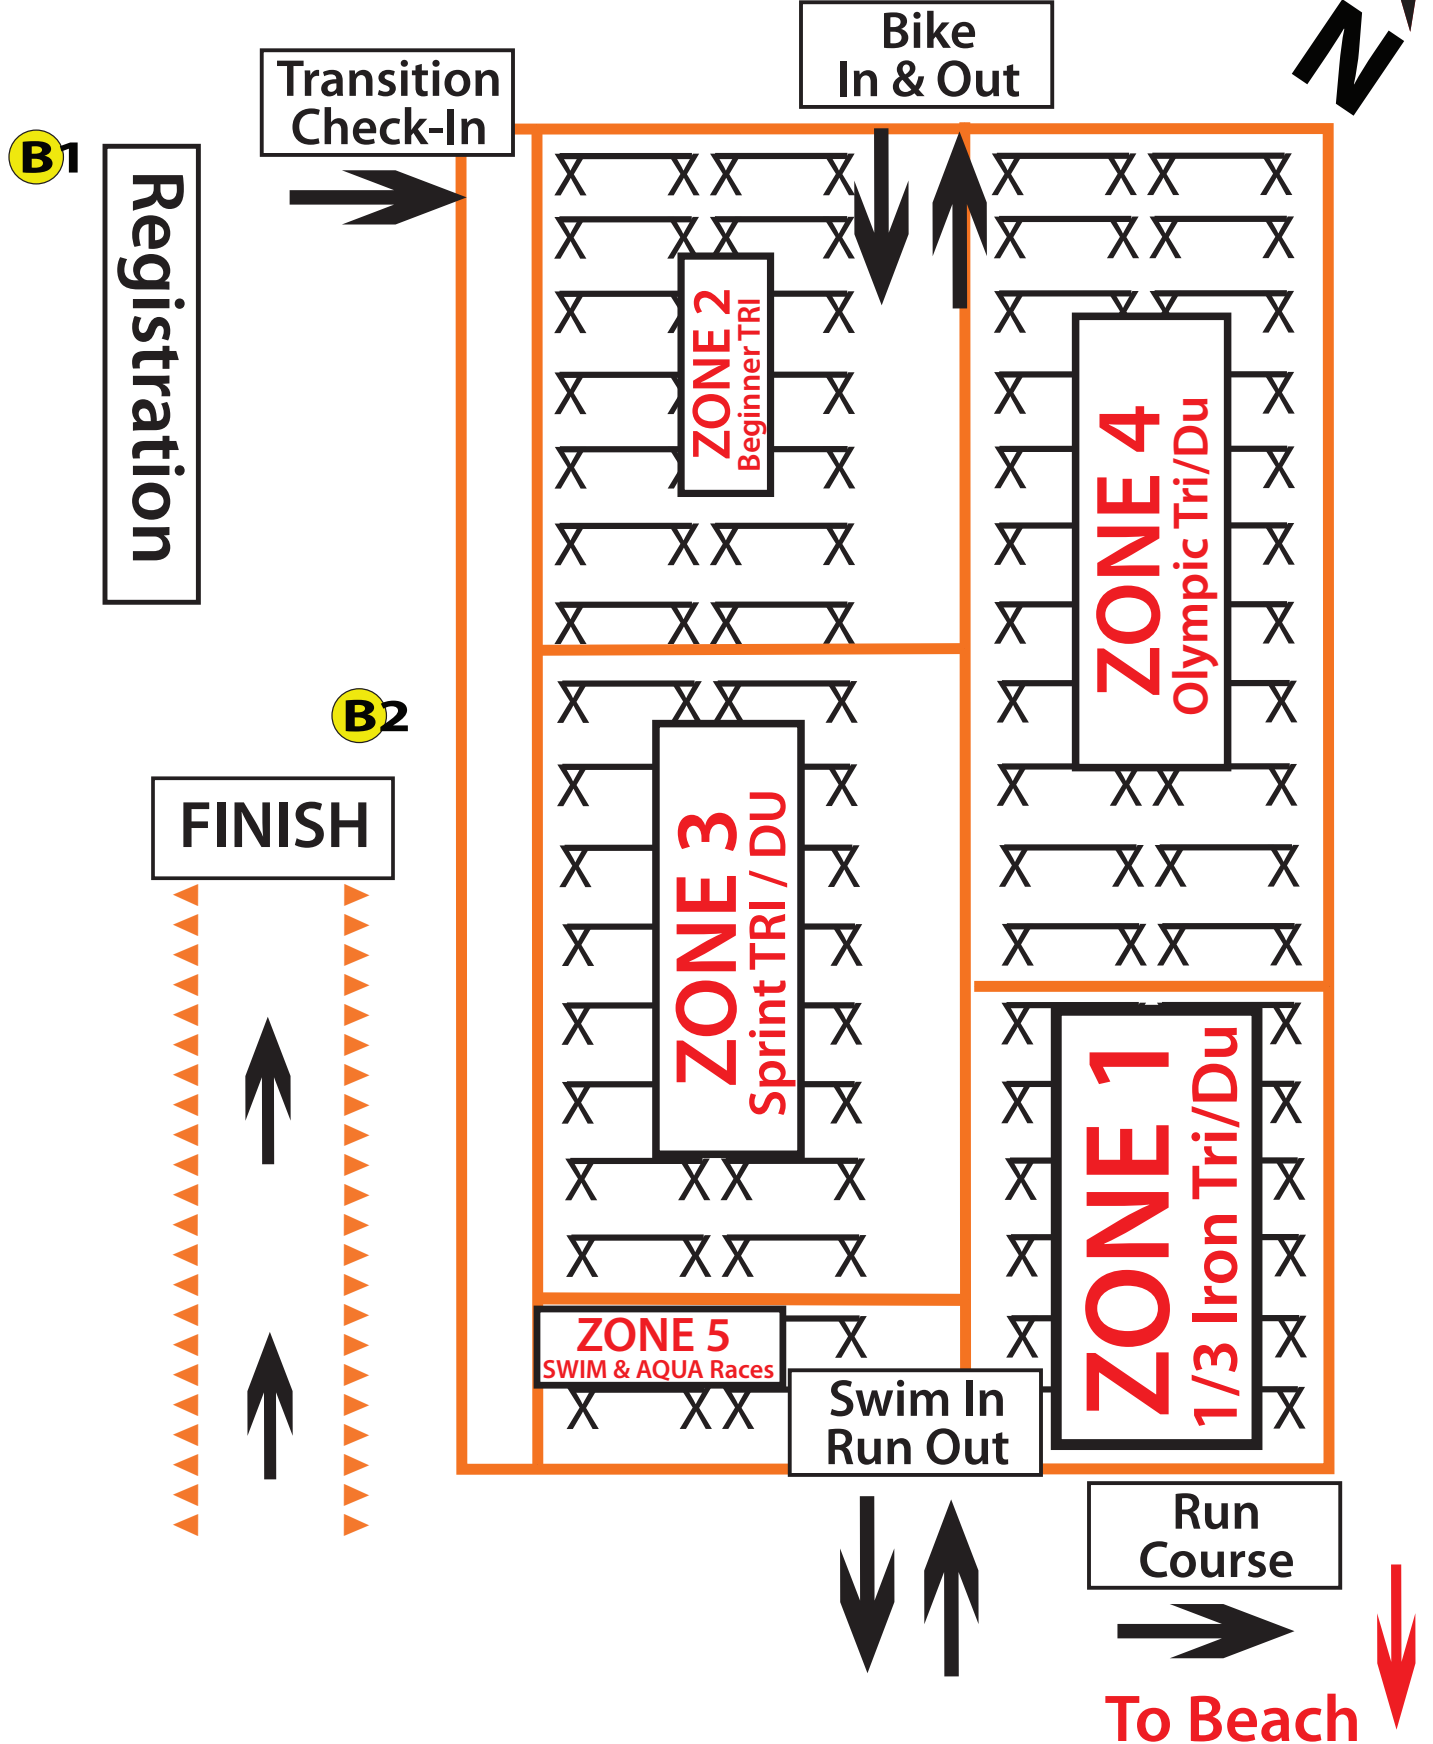 Bike
In & Out
N
Transition
Check-In
B1
Registration
ZONE 2
Beginner TRI
ZONE 4
Olympic Tri/Du
B2
FINISH
ZONE 3
Sprint TRI / DU
ZONE 1
1/3 Iron Tri/Du
ZONE 5
SWIM & AQUA Races
Swim In
Run Out
Run
Course
To Beach